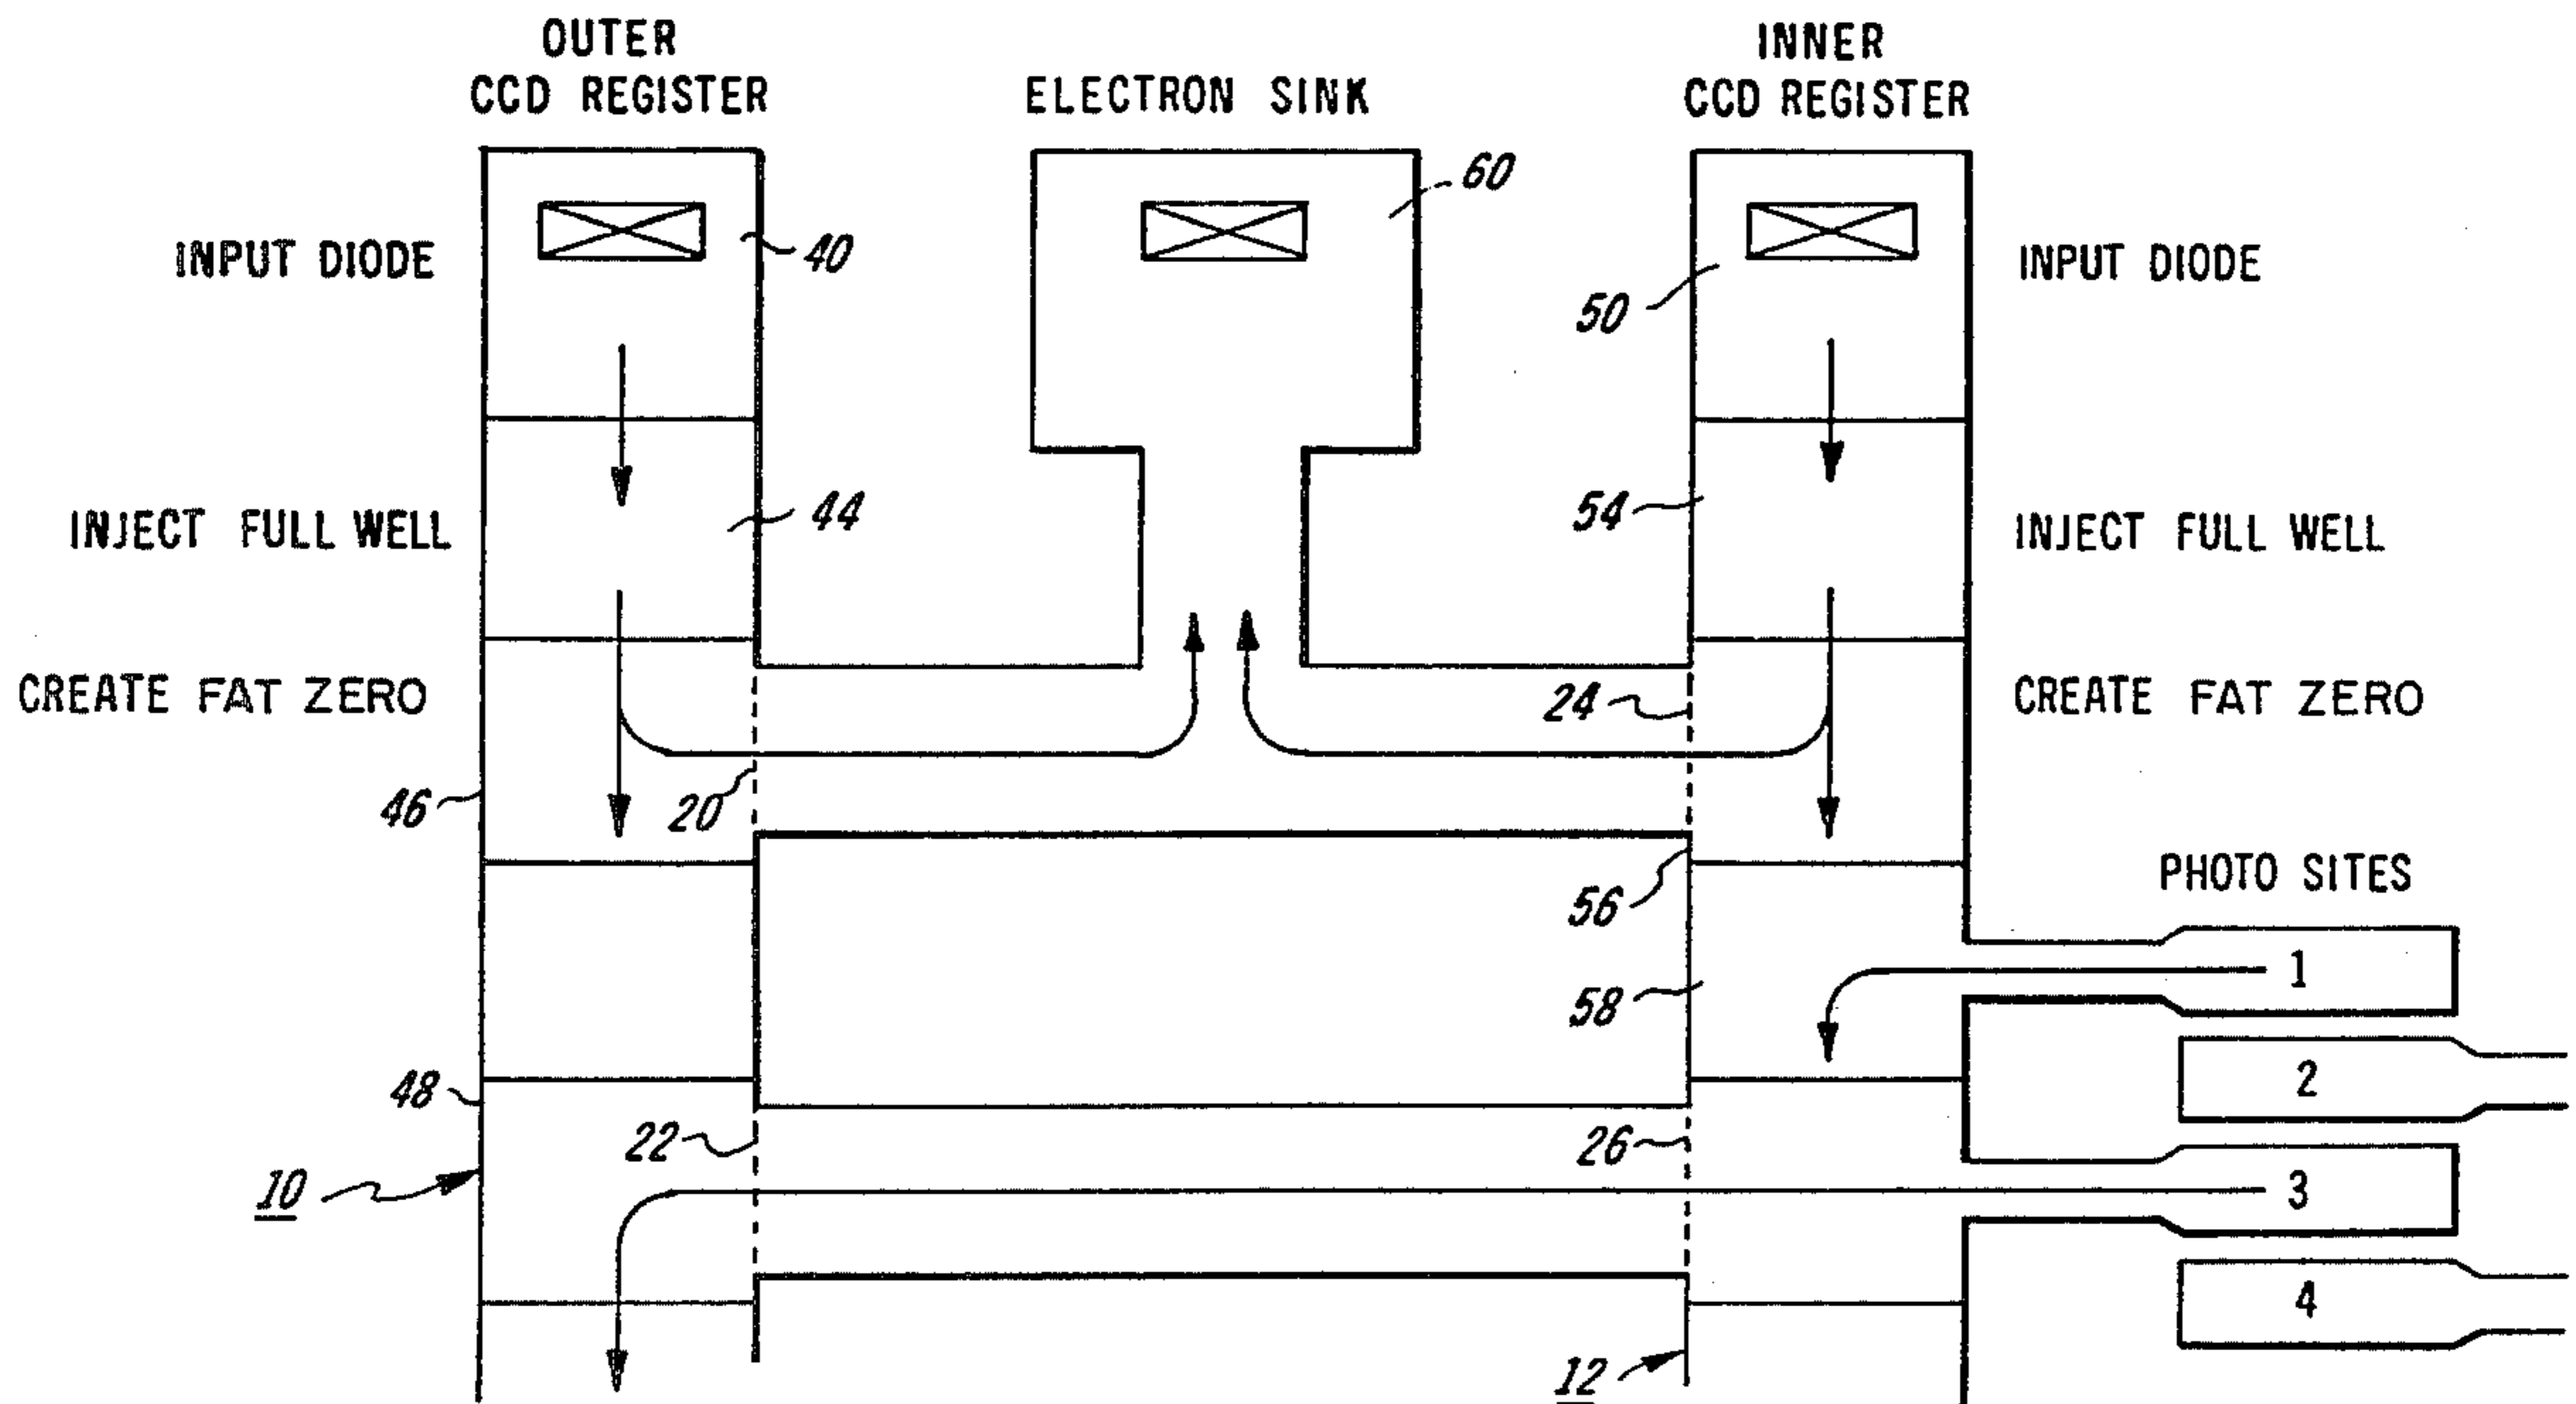 OUTER
CCD REGISTER
ELECTRON SINK
INNER
CCD REGISTER
60
INPUT DIODE
40
50
INPUT DIODE
INJECT FULL WELL
44
54
INJECT FULL WELL
CREATE FAT ZERO
24
CREATE FAT ZERO
46
20
56
PHOTO SITES
58
1
48
22
26
2
10
3
12
4